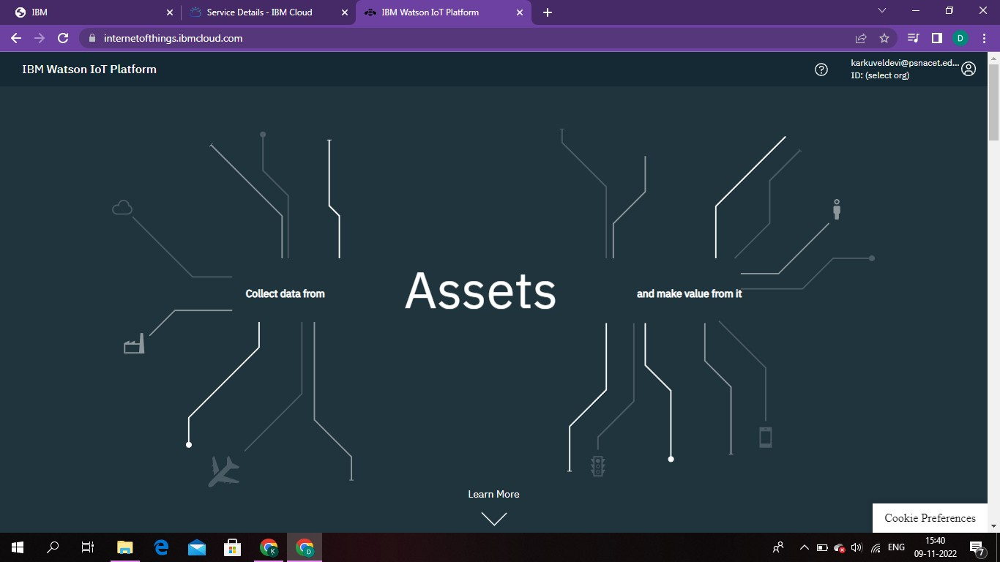 IBM
Service Details - IBM Cloud
IBM Watson IoT Platform
internetofthings.ibmcloud.com
D
IBM Watson IoT Platform
karkuveldevi@psnacet.ed...
ID: (select org)
Collect data from
Assets
and make value from it
Learn More
Cookie Preferences
K
D
ENG
15:40
09-11-2022
7